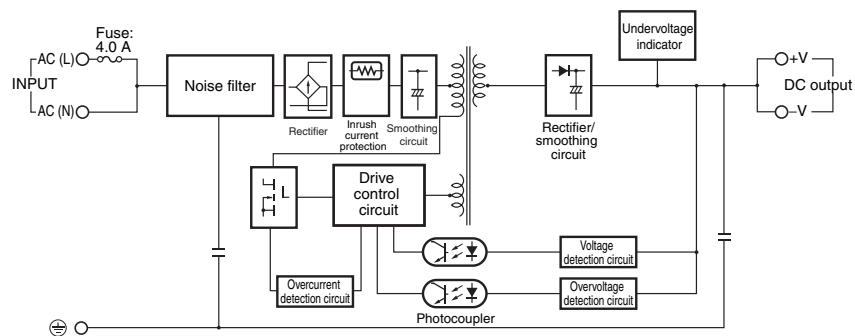 Fuse:
4.0 A
AC (L)
INPUT
AC (N)
Noise filter
Rectifier
Inrush
current
protection
Smoothing
circuit
Rectifier/
smoothing
circuit
Undervoltage
indicator
+V
DC output
–V
Drive
control
circuit
Overcurrent
detection circuit
Voltage
detection circuit
Overvoltage
detection circuit
Photocoupler